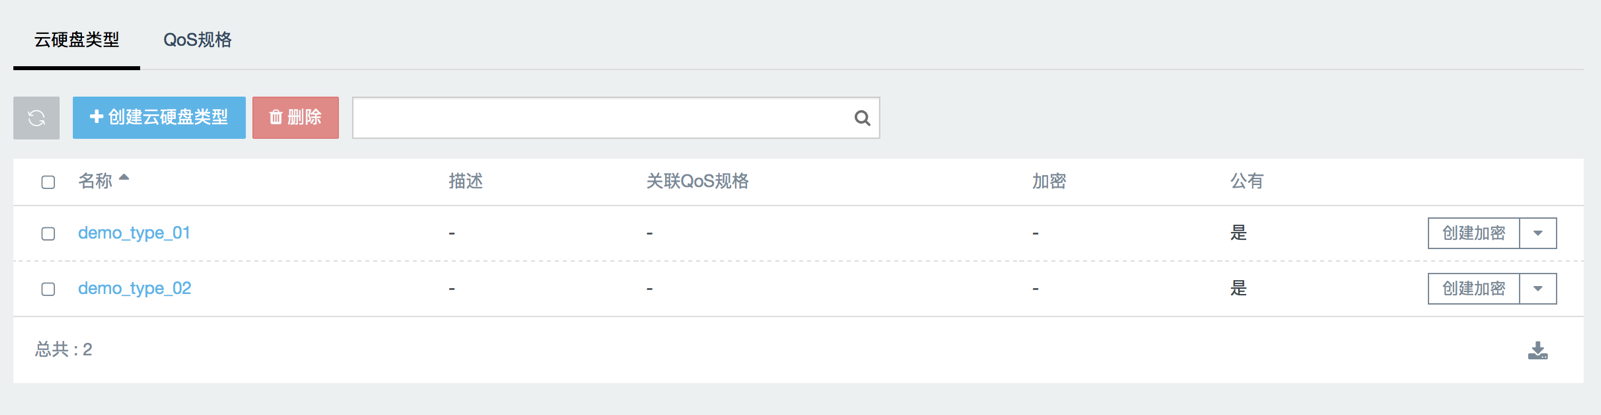 云硬盘类型 QoS规格
创建云硬盘类型 删除
名称 描述 关联QoS规格 加密 公有
demo_type_01 - - - 是 创建加密
demo_type_02 - - - 是 创建加密
总共 : 2